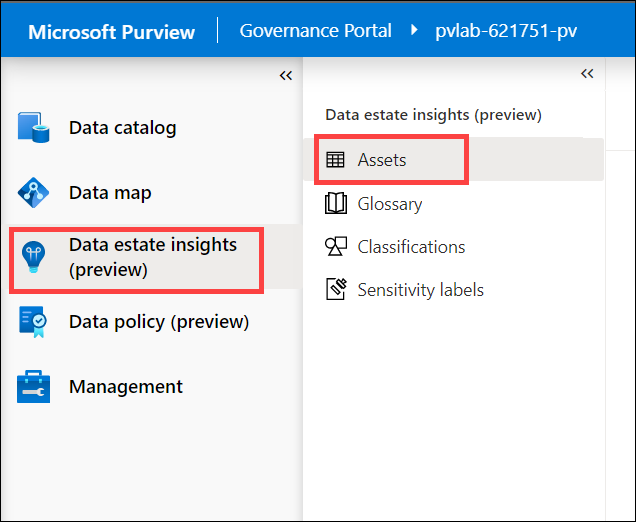 Microsoft Purview Governance Portal pvlab-621751-pv
Data catalog
Data map
Data estate insights
(preview)
Data policy (preview)
Management
Data estate insights (preview)
Assets
Glossary
Classifications
Sensitivity labels